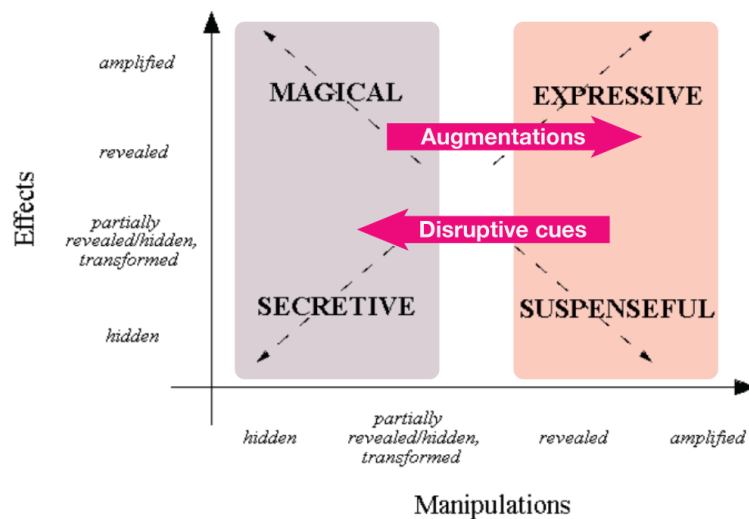 amplified
MAGICAL
EXPRESSIVE
Augmentations
revealed
Effects
partially
revealed/hidden,
transformed
Disruptive cues
SECRETIVE
SUSPENSEFUL
hidden
hidden
partially
revealed/hidden,
transformed
revealed
amplified
Manipulations